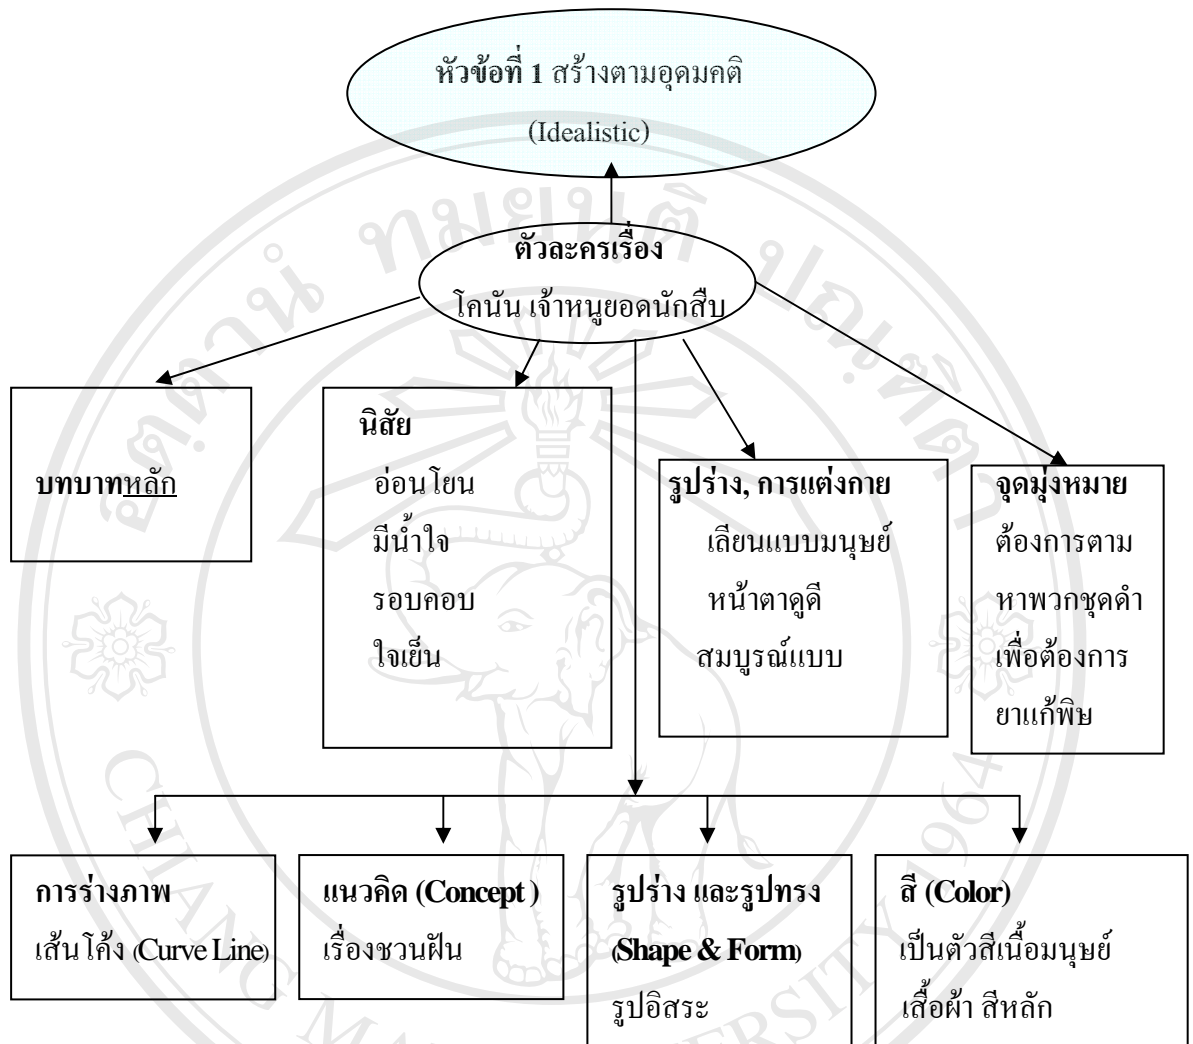 หัวข้อที่ 1 สร้างตามอุดมคติ
(Idealistic)
ตัวละครเรื่อง
โคนัน เจ้าหนูยอดนักสืบ
บทบาทหลัก
นิสัย
อ่อนโยน
มีน้ำใจ
รอบคอบ
ใจเย็น
รูปร่าง, การแต่งกาย
เลียนแบบมนุษย์
หน้าตาดูดี
สมบูรณ์แบบ
จุดมุ่งหมาย
ต้องการตาม
หาพวกชุดดำ
เพื่อต้องการ
ยาแก้พิษ
การร่างภาพ
เส้นโค้ง (Curve Line)
แนวคิด (Concept )
เรื่องชวนฝัน
รูปร่าง และรูปทรง
(Shape & Form)
รูปอิสระ
สี (Color)
เป็นตัวสีเนื้อมนุษย์
เสื้อผ้า สีหลัก